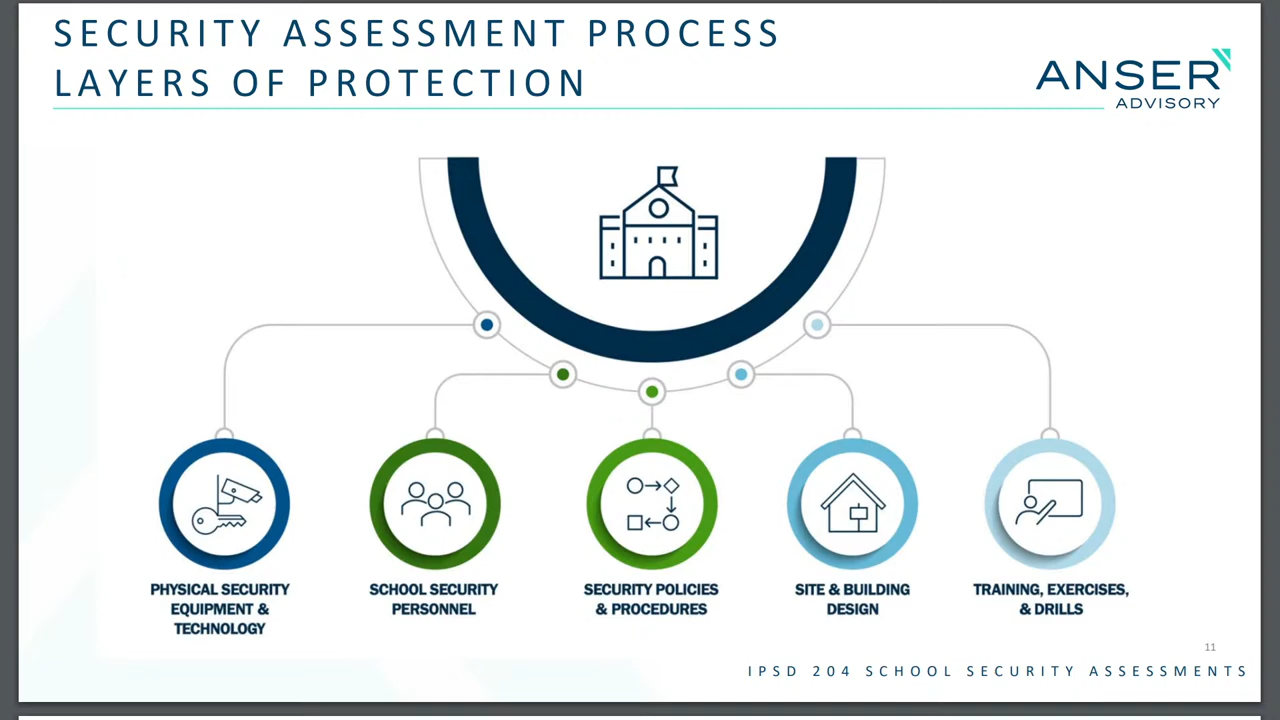 SECURITY ASSESSMENT PROCESS
LAYERS OF PROTECTION
ANSER
ADVISORY
PHYSICAL SECURITY
EQUIPMENT &
TECHNOLOGY
SCHOOL SECURITY
PERSONNEL
SECURITY POLICIES
& PROCEDURES
SITE & BUILDING
DESIGN
TRAINING, EXERCISES,
& DRILLS
11
IPSD 204 SCHOOL SECURITY ASSESSMENTS